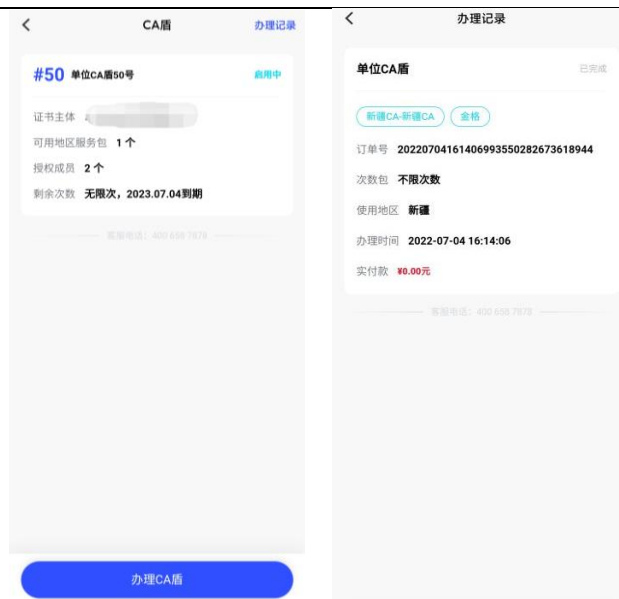 CA盾
办理记录
#50 单位CA盾50号
启用中
证书主体
可用地区服务包 1个
授权成员 2个
剩余次数 无限次，2023.07.04到期
客服电话：400 658 7878
办理CA盾
办理记录
单位CA盾
已完成
新疆CA-新疆CA
金格
订单号 20220704161406993550282673618944
次数包 不限次数
使用地区 新疆
办理时间 2022-07-04 16:14:06
实付款 ¥0.00元
客服电话：400 658 7878